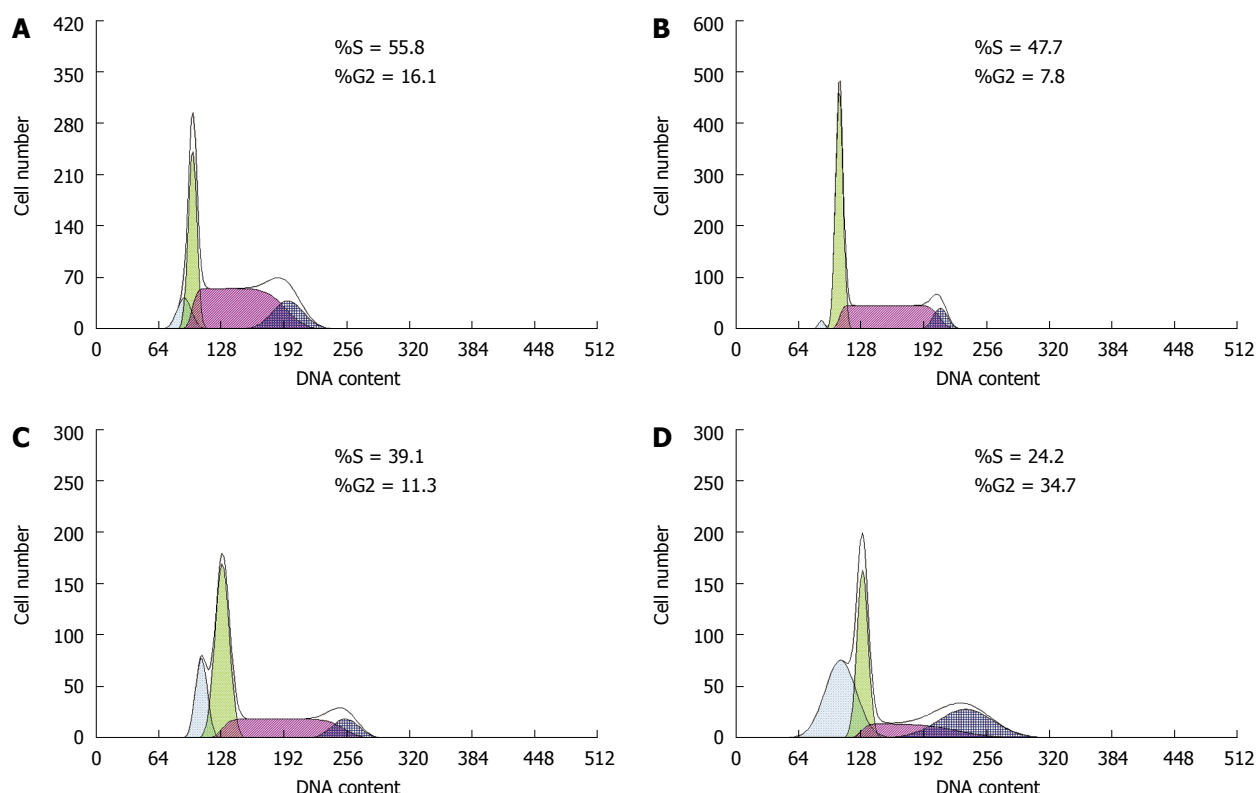 A
%S = 55.8
%G2 = 16.1
Cell number
420
350
280
210
140
70
0
0 64 128 192 256 320 384 448 512
DNA content
B
%S = 47.7
%G2 = 7.8
Cell number
600
500
400
300
200
100
0
0 64 128 192 256 320 384 448 512
DNA content
C
%S = 39.1
%G2 = 11.3
Cell number
300
250
200
150
100
50
0
0 64 128 192 256 320 384 448 512
DNA content
D
%S = 24.2
%G2 = 34.7
Cell number
300
250
200
150
100
50
0
0 64 128 192 256 320 384 448 512
DNA content